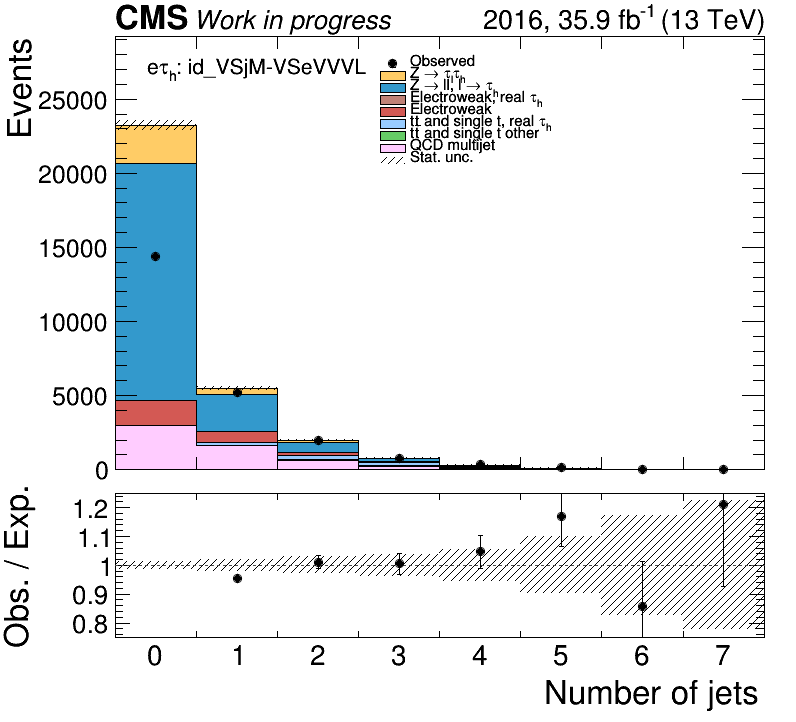 CMS Work in progress 2016, 35.9 fb⁻¹ (13 TeV)
eτh: id_VSjM-VSeVVVL
Observed
Z → τ τh
Z → ll, l → τh
Electroweak, real τh
Electroweak
tt and single t, real τh
tt and single t other
QCD multijet
Stat. unc.
Events
25000
20000
15000
10000
5000
0
Obs. / Exp.
1.2
1.1
1
0.9
0.8
0 1 2 3 4 5 6 7
Number of jets